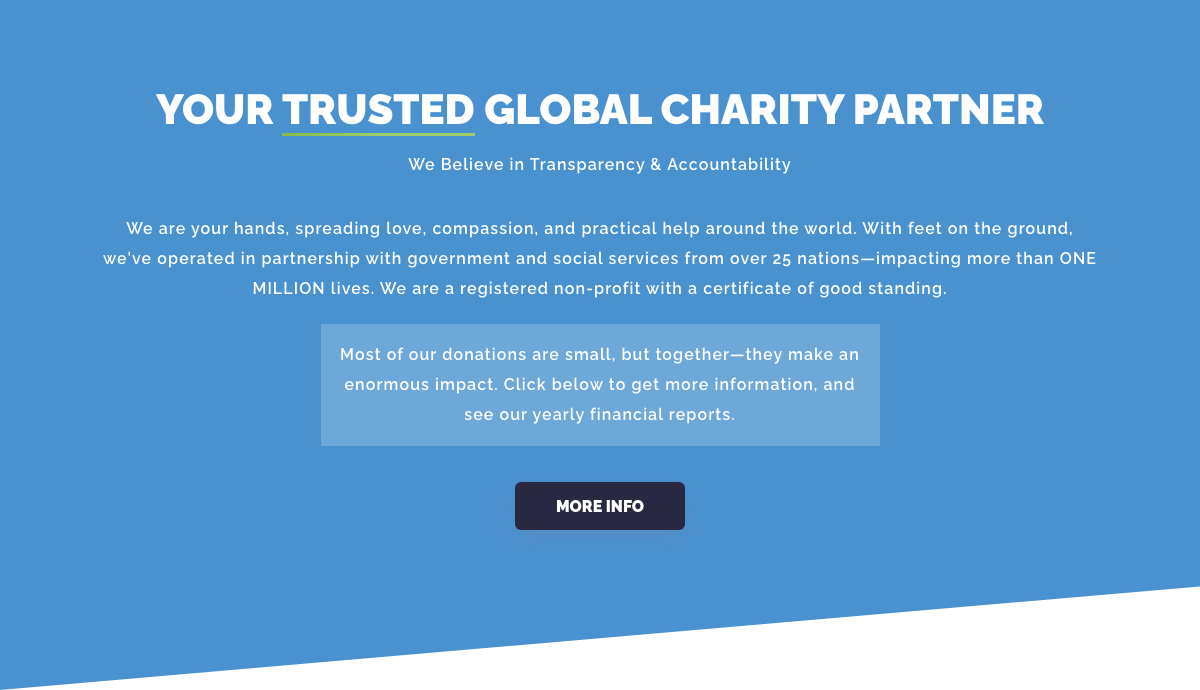 YOUR TRUSTED GLOBAL CHARITY PARTNER
We Believe in Transparency & Accountability
We are your hands, spreading love, compassion, and practical help around the world. With feet on the ground,
we've operated in partnership with government and social services from over 25 nations—impacting more than ONE
MILLION lives. We are a registered non-profit with a certificate of good standing.
Most of our donations are small, but together—they make an
enormous impact. Click below to get more information, and
see our yearly financial reports.
MORE INFO